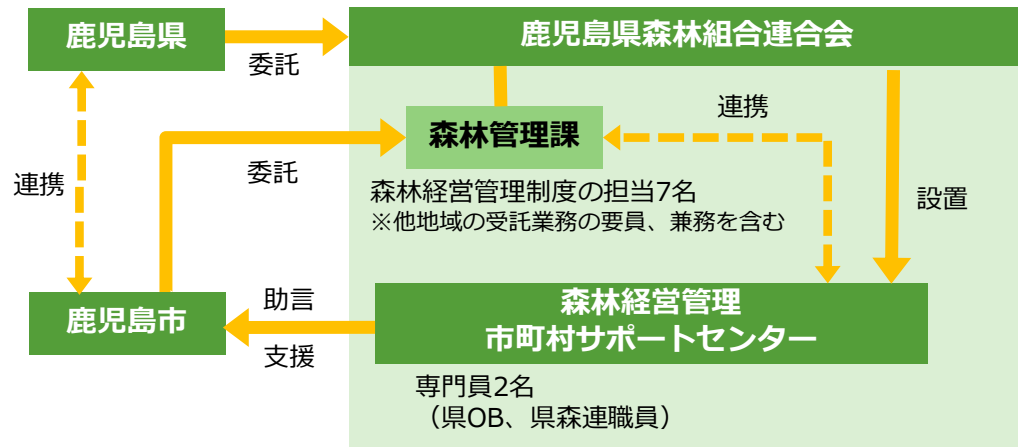 鹿児島県
委託
鹿児島県森林組合連合会
連携
委託
森林管理課
連携
森林経営管理制度の担当7名
※他地域の受託業務の要員、兼務を含む
設置
鹿児島市
助言
支援
森林経営管理
市町村サポートセンター
専門員2名
（県OB、県森連職員）